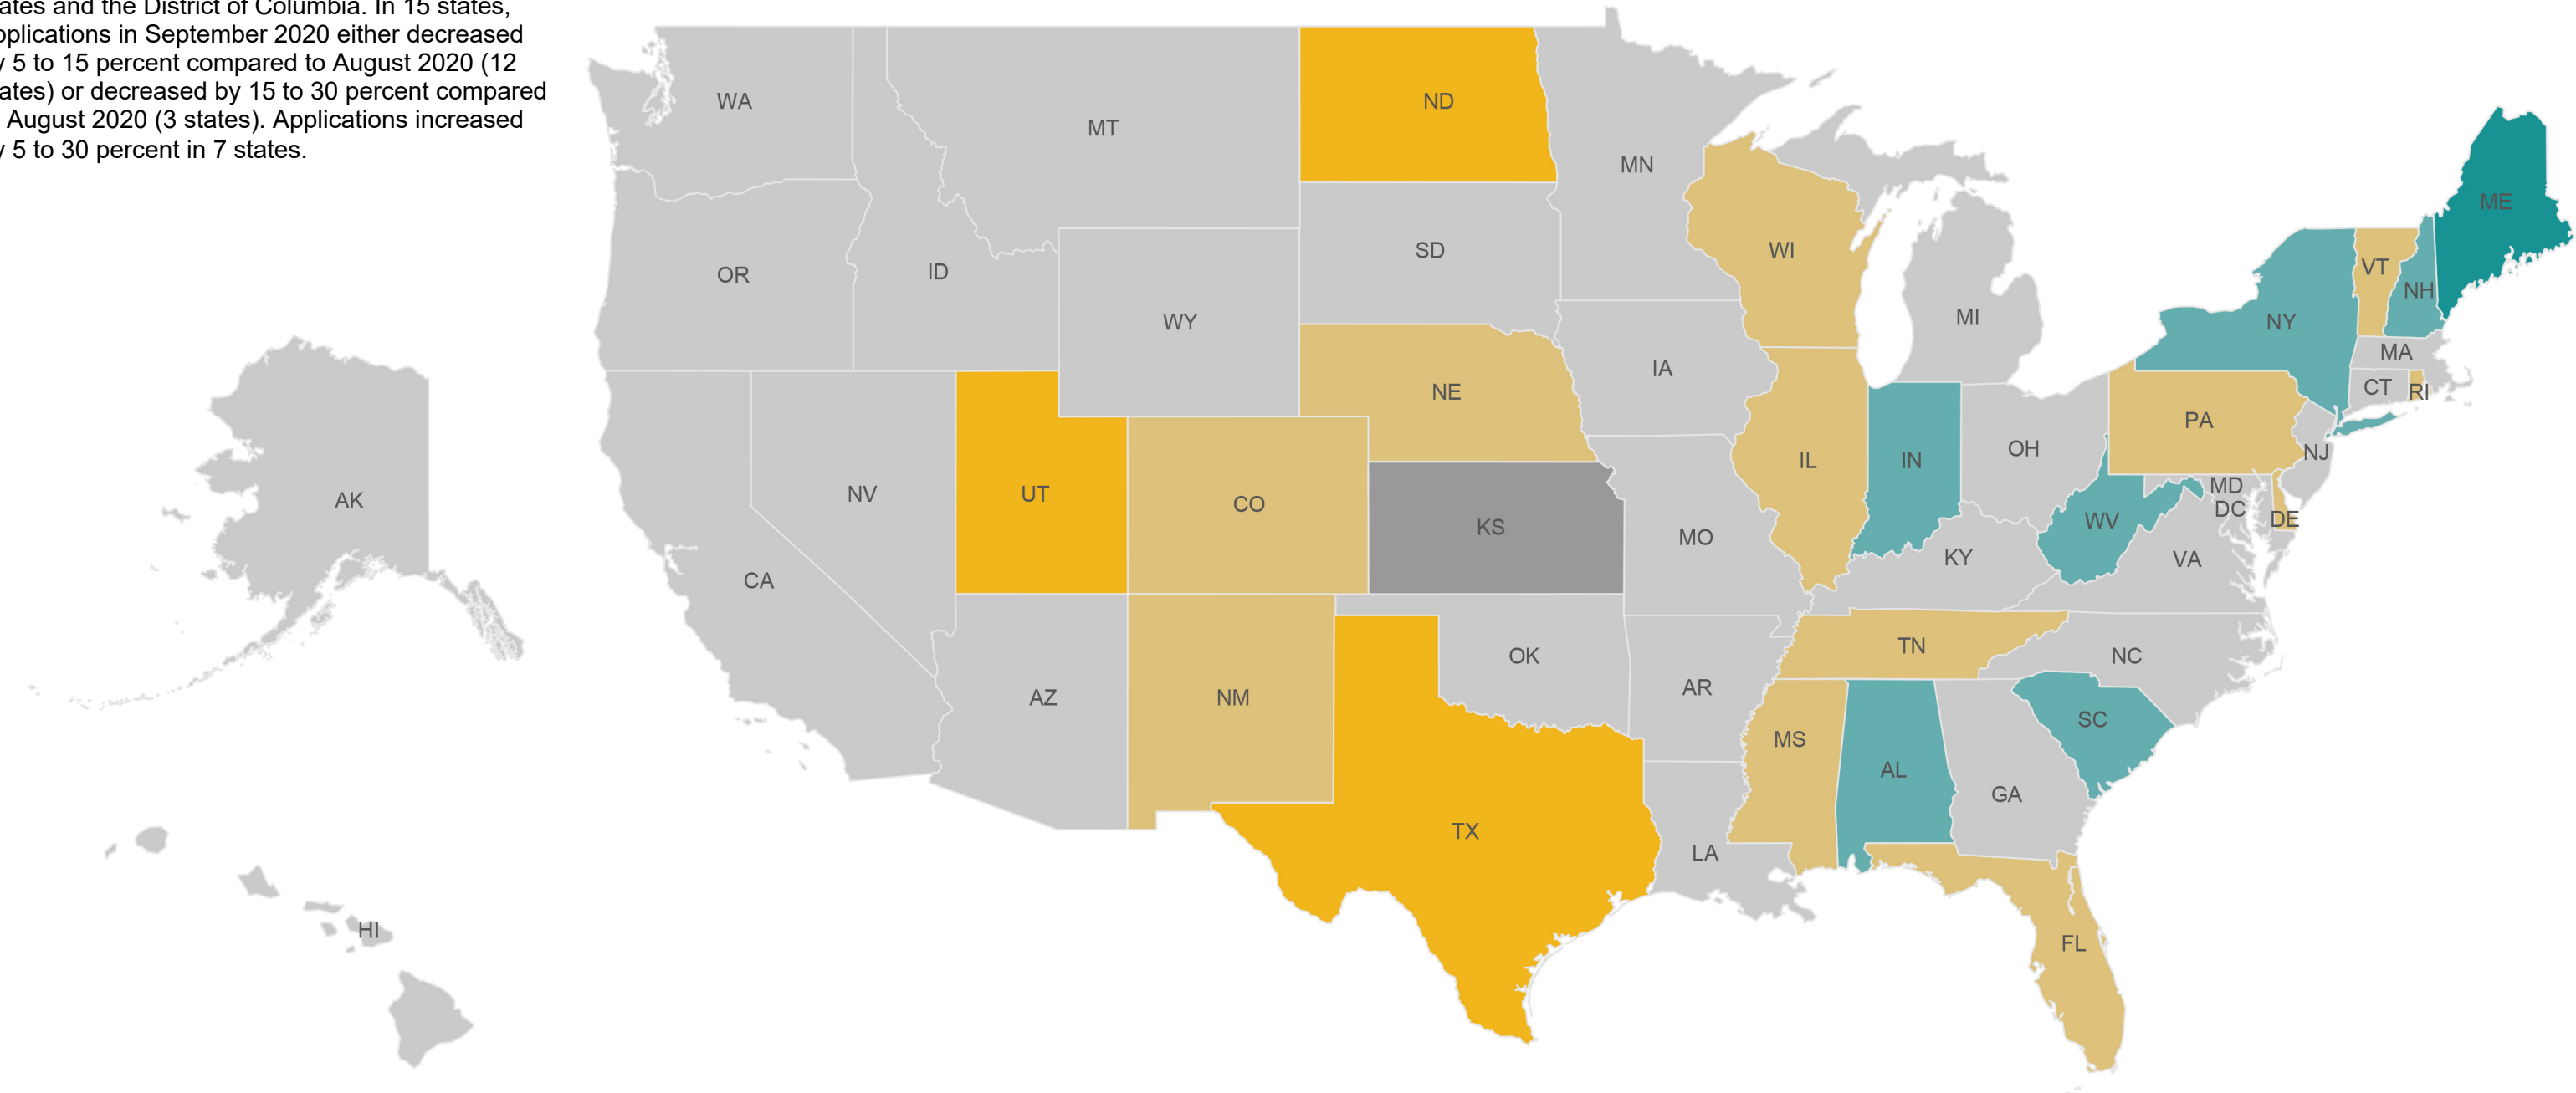 and the District of Columbia. In 15 states,
in September 2020 either decreased
5 to 15 percent compared to August 2020 (12
or decreased by 15 to 30 percent compared
August 2020 (3 states). Applications increased
5 to 30 percent in 7 states.
WA
MT
ND
MN
ME
OR
ID
SD
WI
VT
NH
WY
MI
NY
IA
MA
NE
CT
RI
PA
AK
NV
UT
CO
IL
IN
OH
NJ
KS
MD
DC
DE
CA
MO
KY
WV
VA
OK
TN
NC
AZ
NM
AR
MS
SC
AL
GA
TX
LA
HI
FL